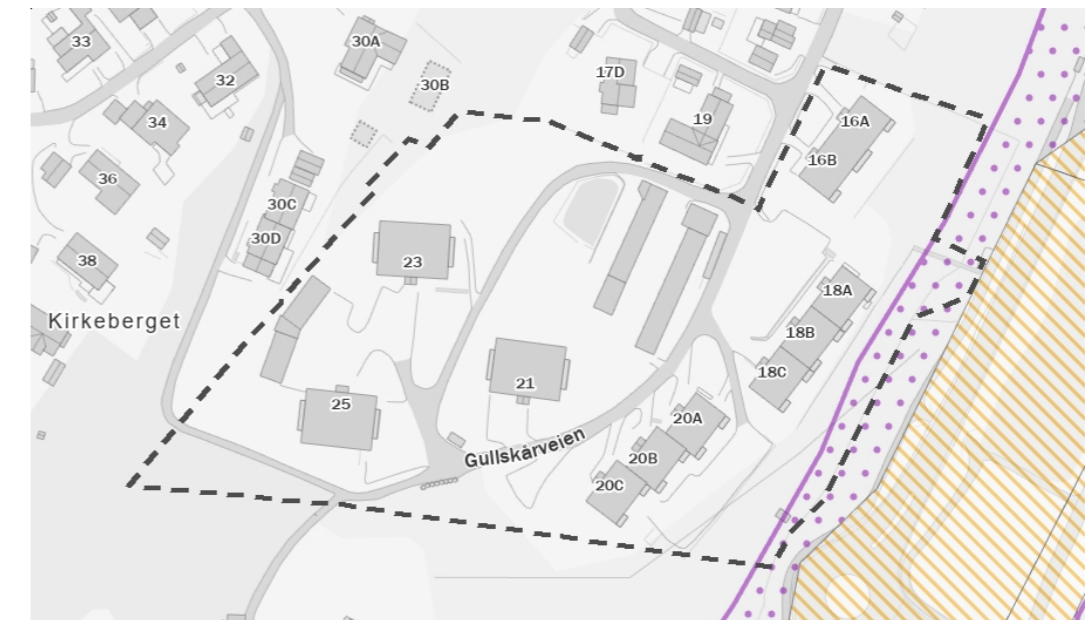 33
30A
32
30B
17D
34
19
16A
16B
36
30C
30D
38
23
18A
Kirkeberget
18B
18C
21
25
20A
Gullskårveien
20B
20C